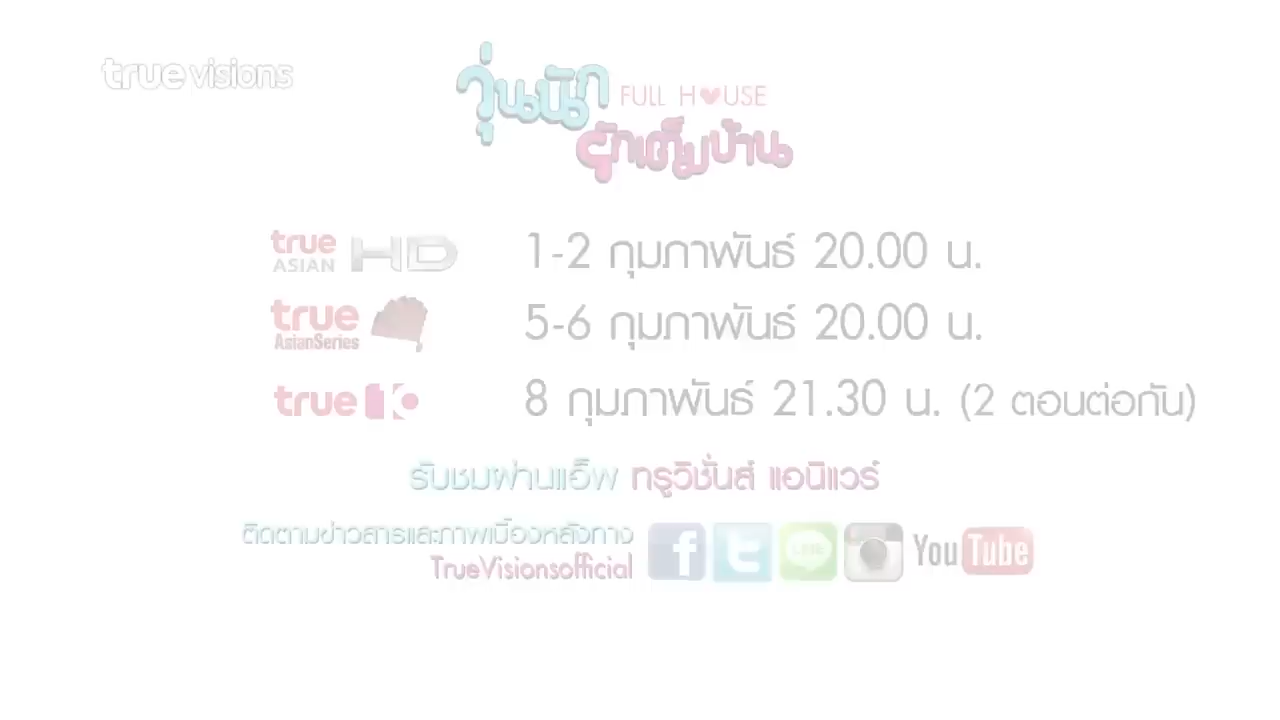 true visions
วุ่นนัก FULL HOUSE
รักเต็มบ้าน
true ASIAN HD 1-2 กุมภาพันธ์ 20.00 น.
true AsianSeries 5-6 กุมภาพันธ์ 20.00 น.
true 10 8 กุมภาพันธ์ 21.30 น. (2 ตอนต่อกัน)
รับชมผ่านแอ็พ ทรูวิชั่นส์ แอนิแวร์
ติดตามข่าวสารและภาพเบื้องหลังทาง f t LINE YouTube
TrueVisionsofficial